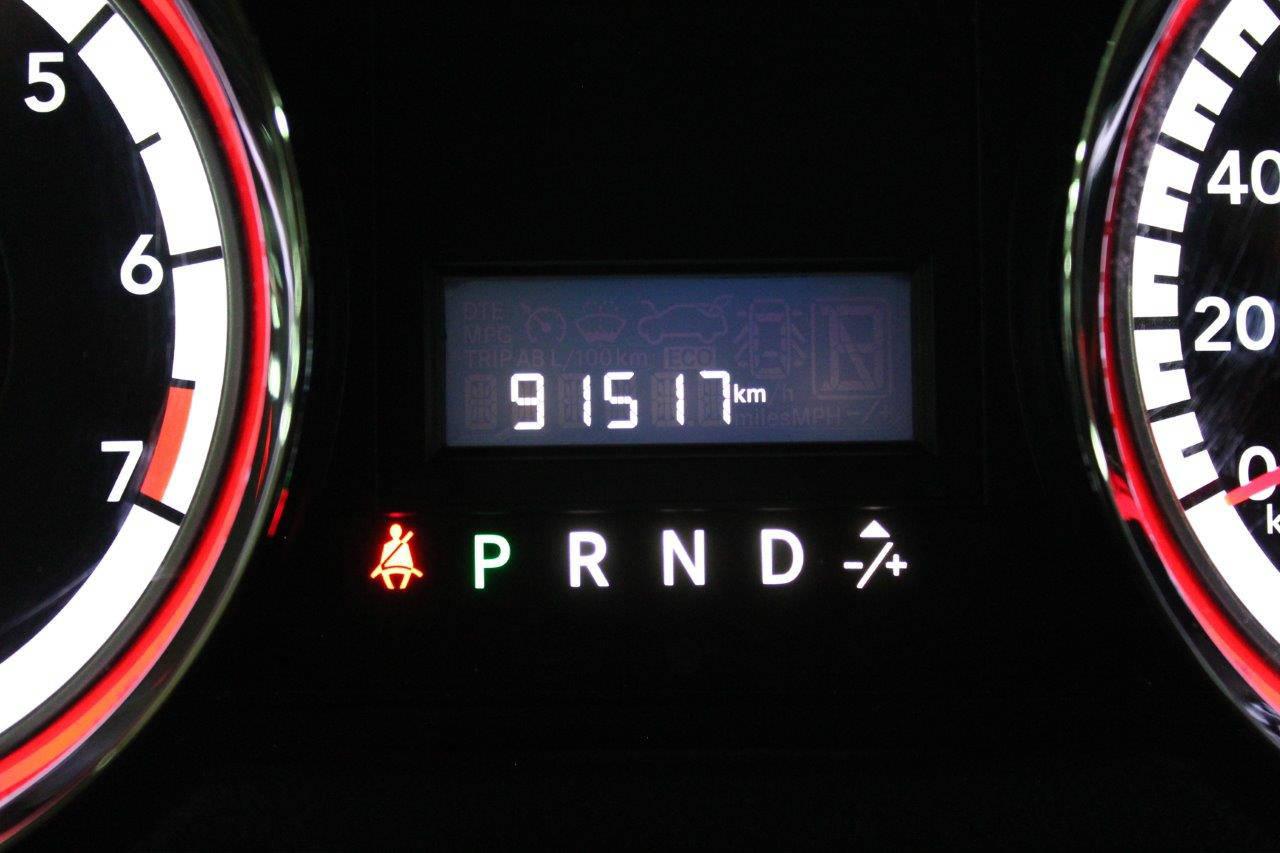 5
6
7
40
20
0
k
DTE
MPG
TRIP AB L/100 km ECO
91517 km
miles MPH -/+
P R N D -/+